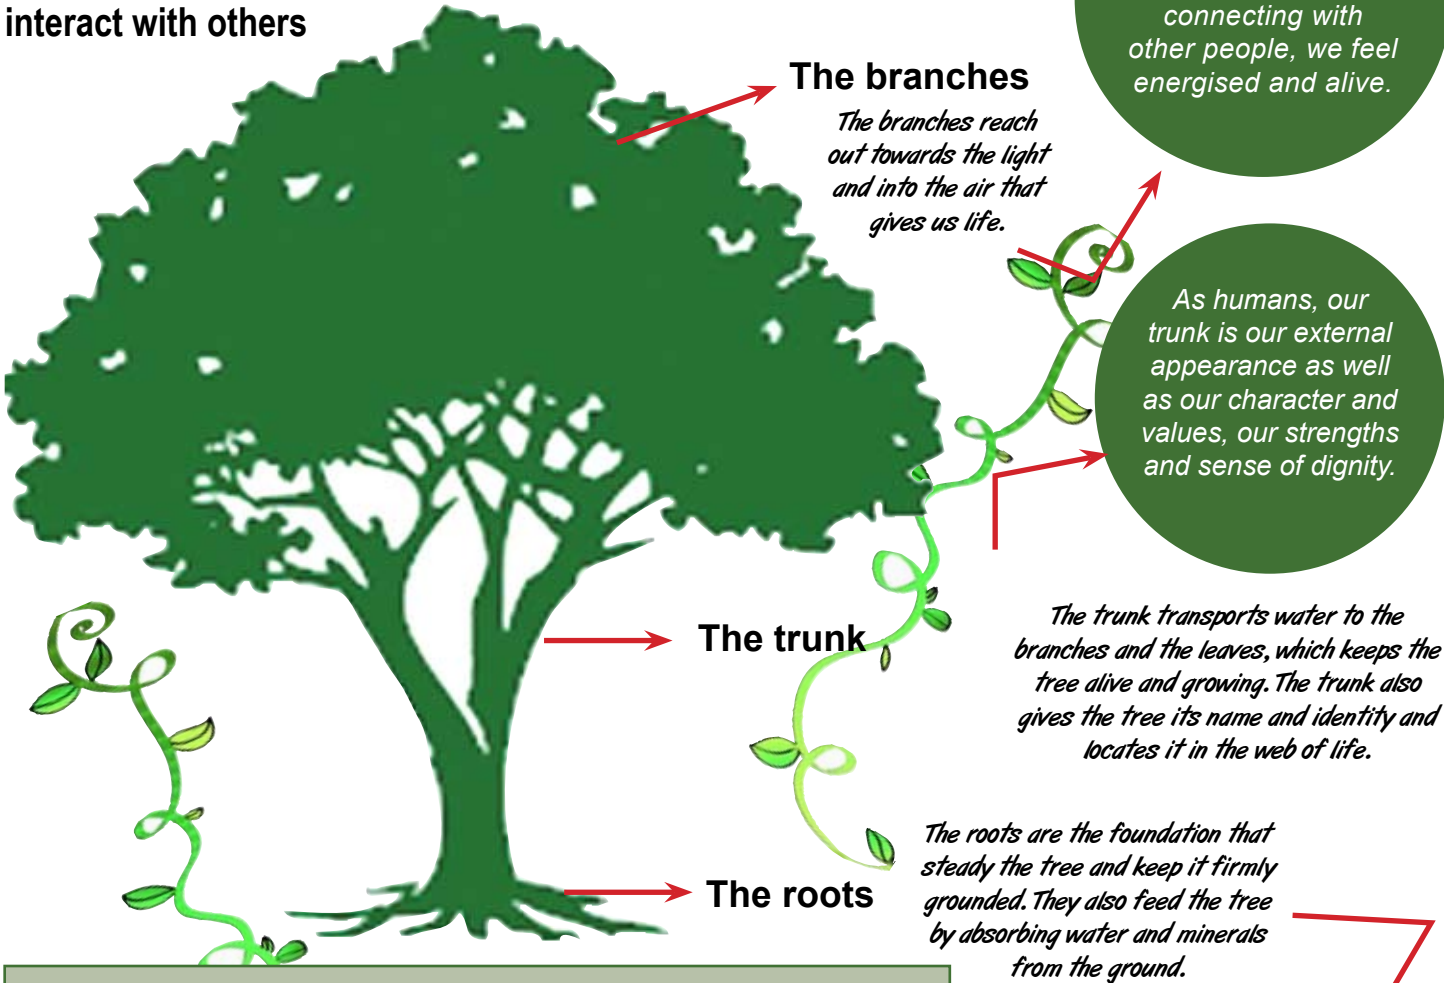 interact with others
connecting with
other people, we feel
energised and alive.
The branches
The branches reach
out towards the light
and into the air that
gives us life.
As humans, our
trunk is our external
appearance as well
as our character and
values, our strengths
and sense of dignity.
The trunk
The trunk transports water to the
branches and the leaves, which keeps the
tree alive and growing. The trunk also
gives the tree its name and identity and
locates it in the web of life.
The roots
The roots are the foundation that
steady the tree and keep it firmly
grounded. They also feed the tree
by absorbing water and minerals
from the ground.